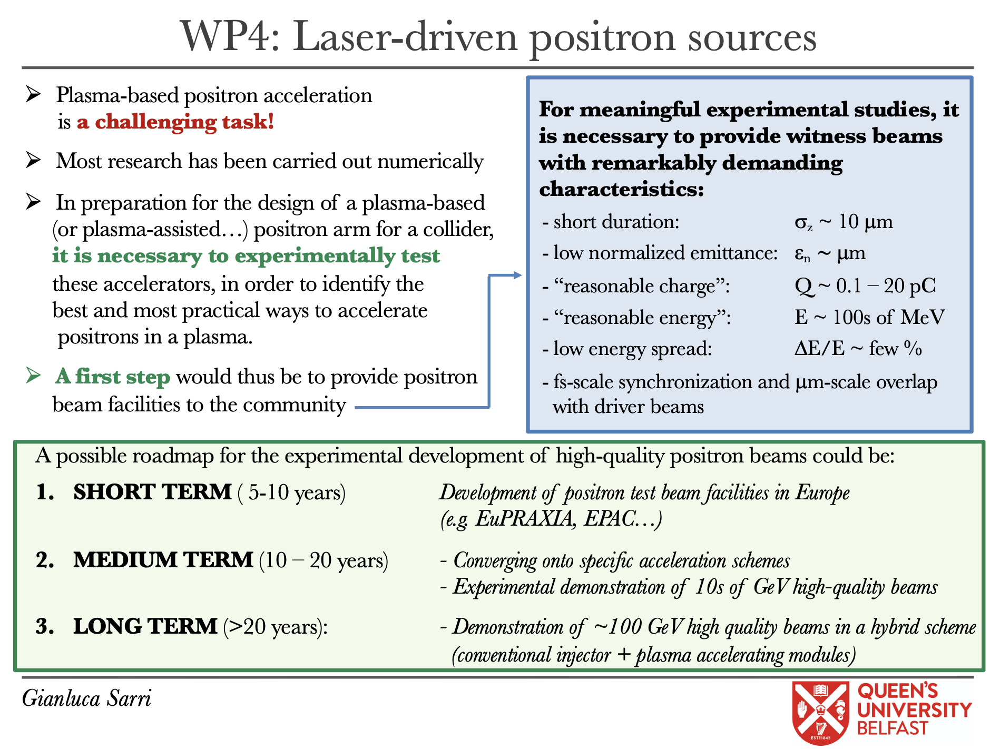 WP4: Laser-driven positron sources
➢ Plasma-based positron acceleration
is a challenging task!
➢ Most research has been carried out numerically
➢ In preparation for the design of a plasma-based
(or plasma-assisted…) positron arm for a collider,
it is necessary to experimentally test
these accelerators, in order to identify the
best and most practical ways to accelerate
positrons in a plasma.
➢ A first step would thus be to provide positron
beam facilities to the community
For meaningful experimental studies, it
is necessary to provide witness beams
with remarkably demanding
characteristics:
- short duration: σz ~ 10 μm
- low normalized emittance: εn ~ μm
- “reasonable charge”: Q ~ 0.1 – 20 pC
- “reasonable energy”: E ~ 100s of MeV
- low energy spread: ΔE/E ~ few %
- fs-scale synchronization and μm-scale overlap
with driver beams
A possible roadmap for the experimental development of high-quality positron beams could be:
1. SHORT TERM ( 5-10 years) Development of positron test beam facilities in Europe
(e.g. EuPRAXIA, EPAC…)
2. MEDIUM TERM (10 – 20 years) - Converging onto specific acceleration schemes
- Experimental demonstration of 10s of GeV high-quality beams
3. LONG TERM (>20 years): - Demonstration of ~100 GeV high quality beams in a hybrid scheme
(conventional injector + plasma accelerating modules)
Gianluca Sarri
QUEEN'S
UNIVERSITY
BELFAST
ESTD1845